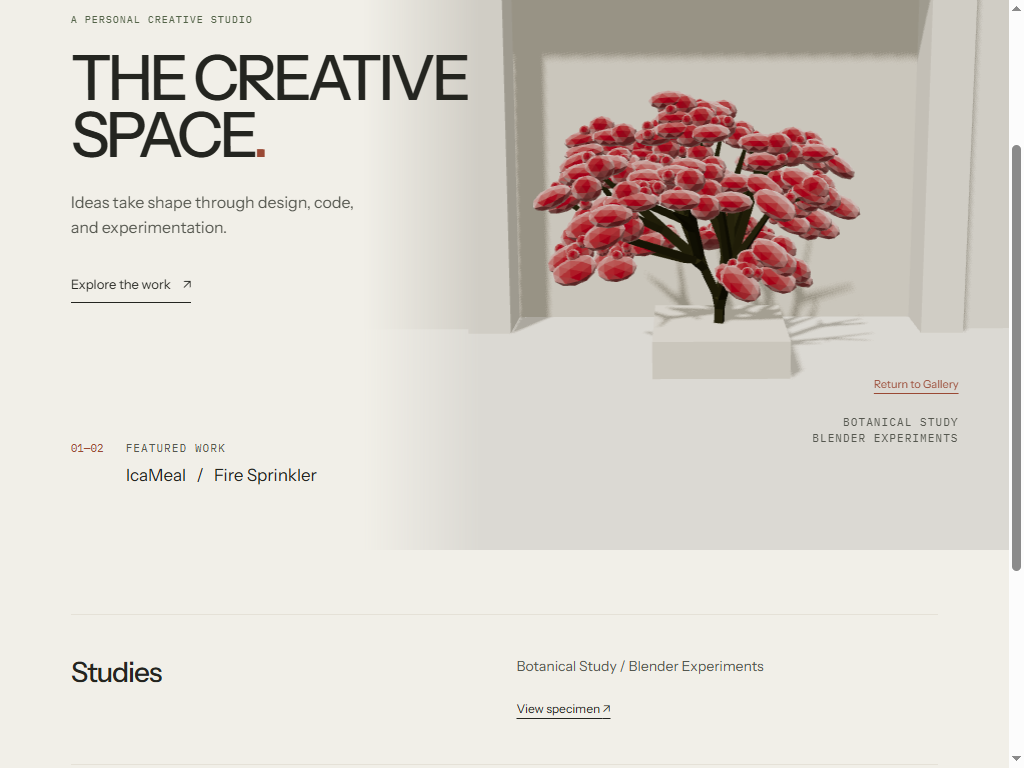 A PERSONAL CREATIVE STUDIO
THE CREATIVE
SPACE.
Ideas take shape through design, code,
and experimentation.
Explore the work ↗
Return to Gallery
BOTANICAL STUDY
BLENDER EXPERIMENTS
01—02 FEATURED WORK
IcaMeal / Fire Sprinkler
Studies
Botanical Study / Blender Experiments
View specimen ↗